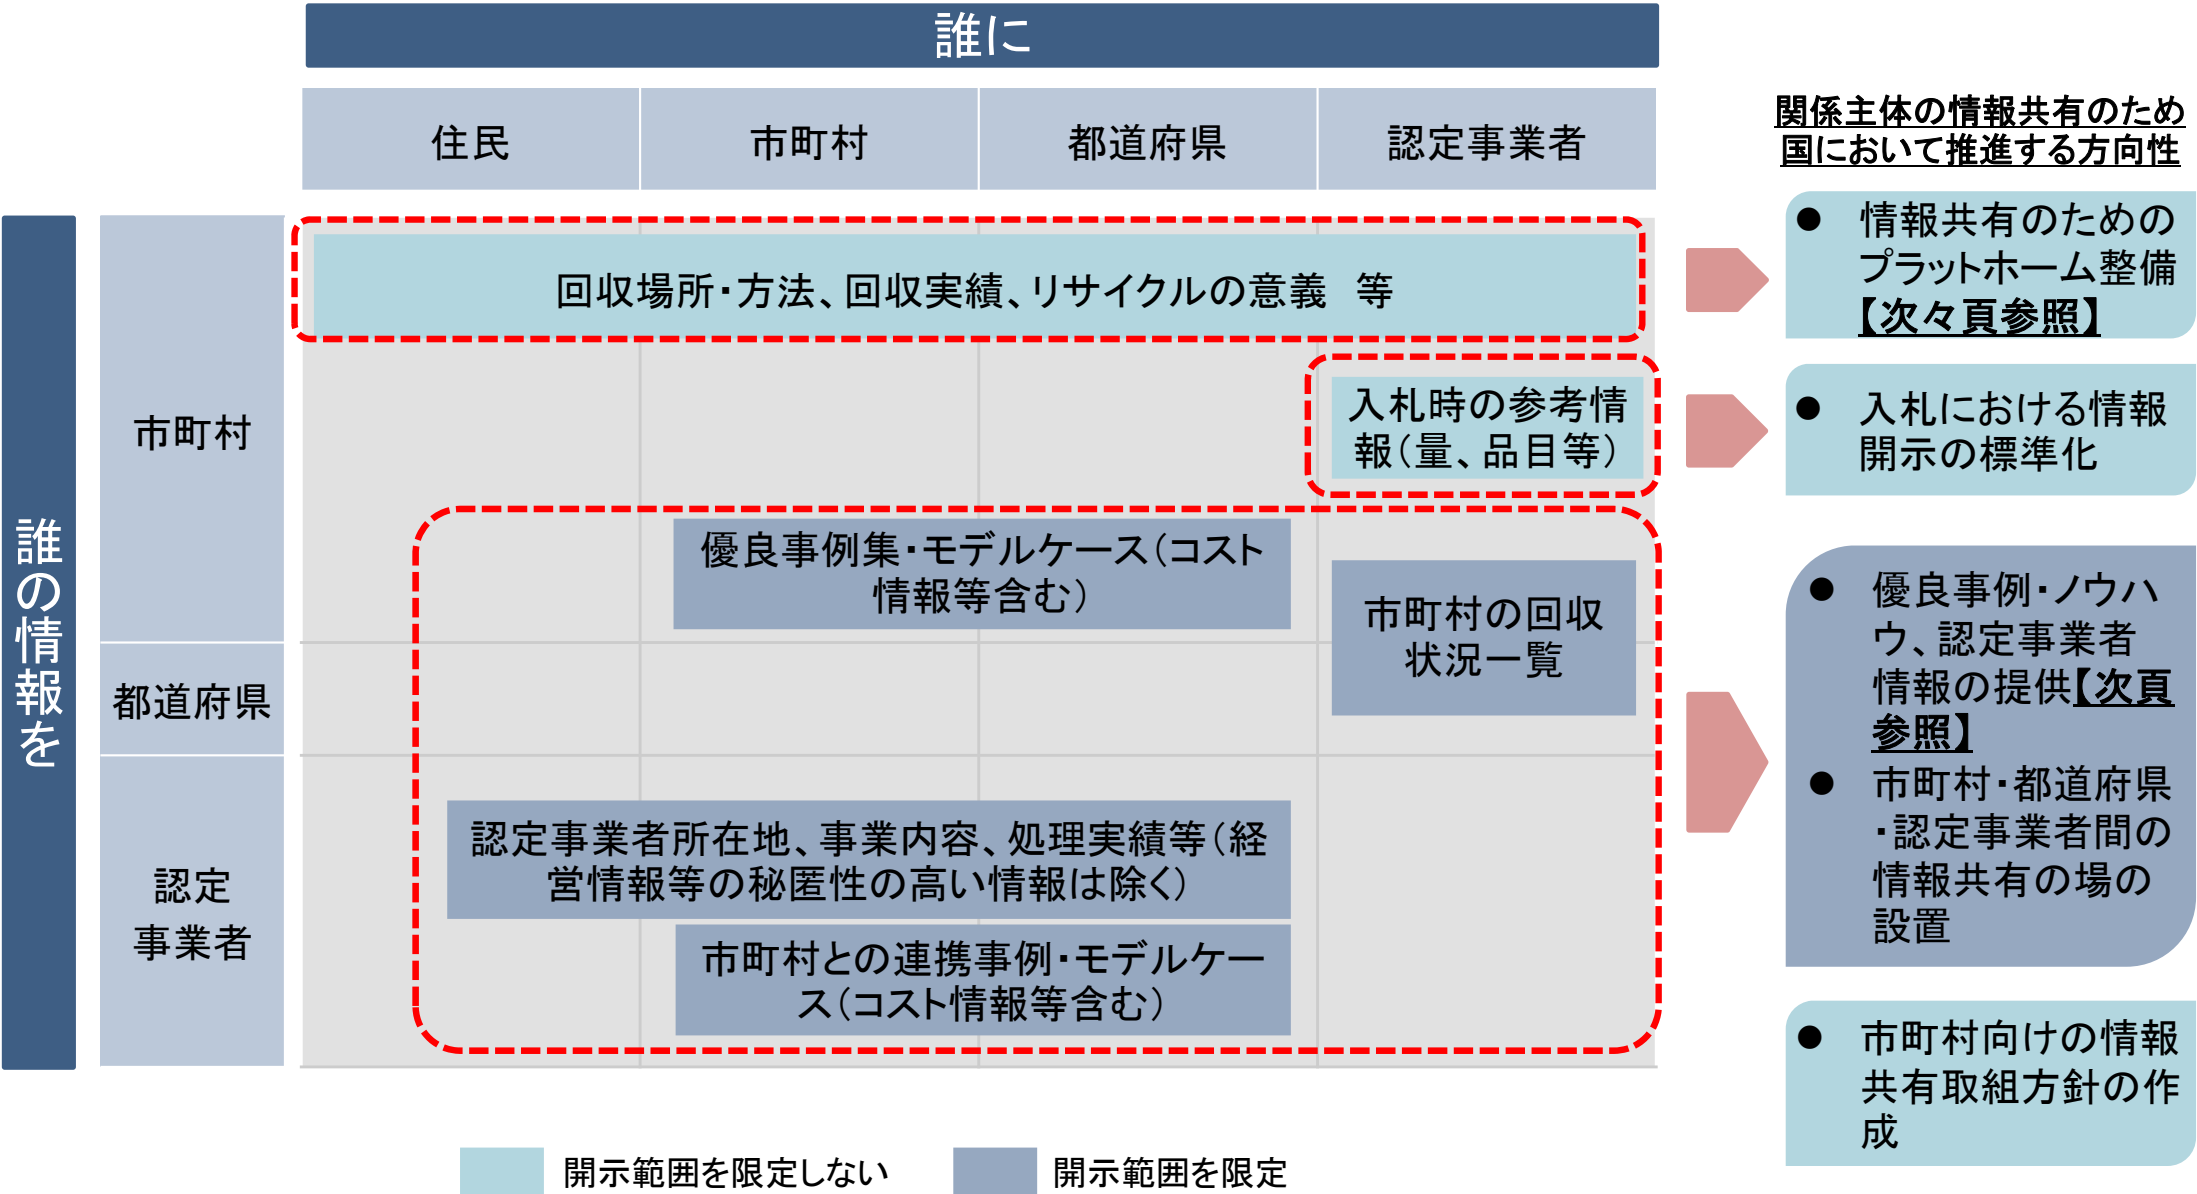 誰に
住民
市町村
都道府県
認定事業者
関係主体の情報共有のため
国において推進する方向性
誰の情報を
市町村
都道府県
認定
事業者
回収場所・方法、回収実績、リサイクルの意義　等
入札時の参考情
報(量、品目等)
優良事例集・モデルケース(コスト
情報等含む)
市町村の回収
状況一覧
認定事業者所在地、事業内容、処理実績等(経
営情報等の秘匿性の高い情報は除く)
市町村との連携事例・モデルケー
ス(コスト情報等含む)
● 情報共有のための
プラットホーム整備
【次々頁参照】
● 入札における情報
開示の標準化
● 優良事例・ノウハ
ウ、認定事業者
情報の提供【次頁
参照】
● 市町村・都道府県
・認定事業者間の
情報共有の場の
設置
● 市町村向けの情報
共有取組方針の作
成
開示範囲を限定しない
開示範囲を限定